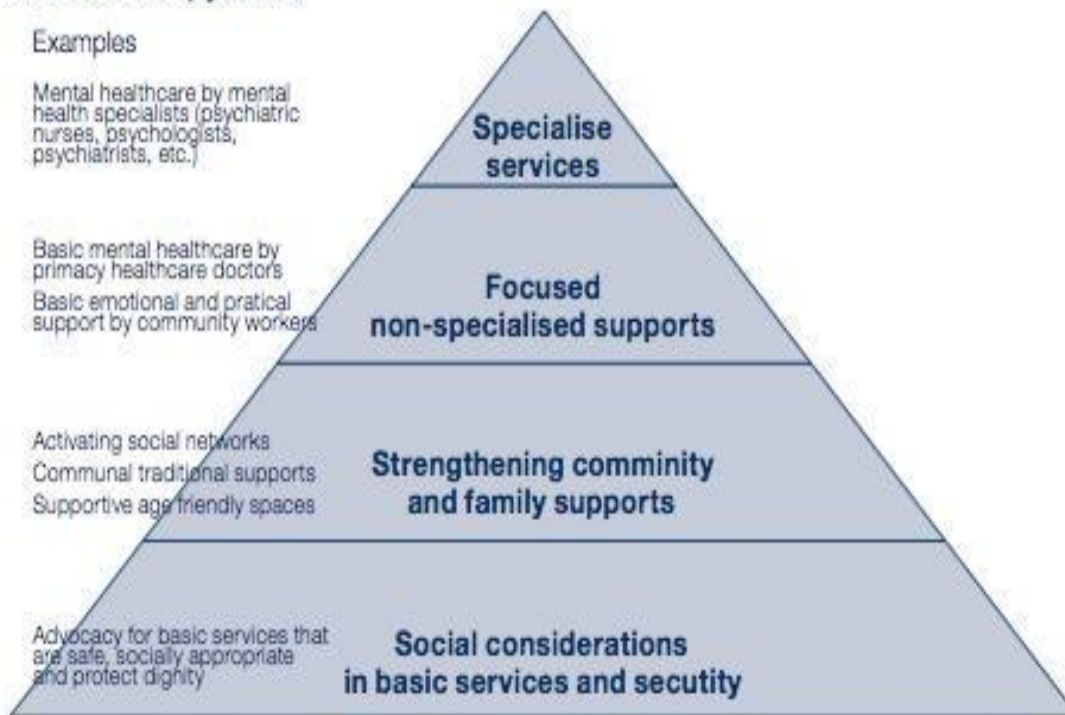 Examples
Mental healthcare by mental
health specialists (psychiatric
nurses, psychologists,
psychiatrists, etc.)
Specialise
services
Basic mental healthcare by
primacy healthcare doctors
Basic emotional and pratical
support by community workers
Focused
non-specialised supports
Activating social networks
Communal traditional supports
Supportive age friendly spaces
Strengthening comminity
and family supports
Advocacy for basic services that
are safe, socially appropriate
and protect dignity
Social considerations
in basic services and secutity